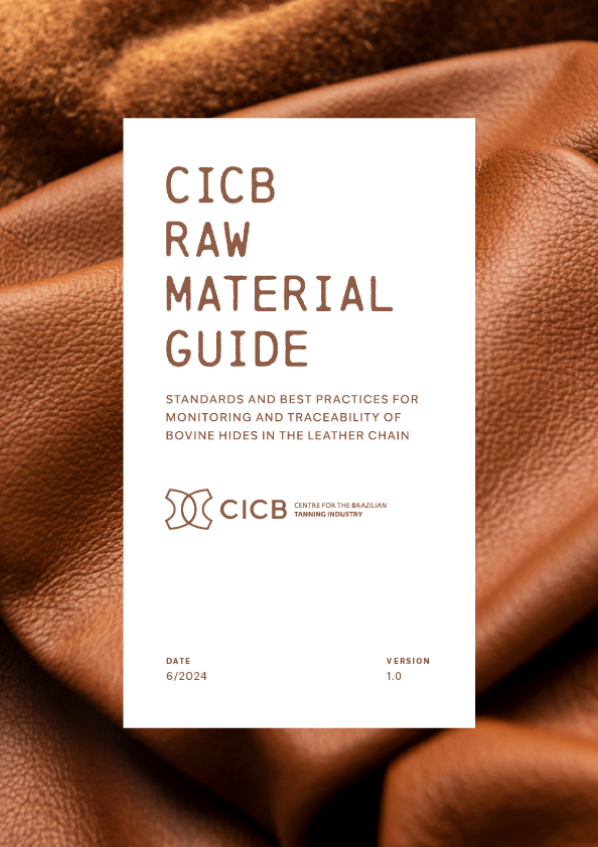 CICB
RAW
MATERIAL
GUIDE
STANDARDS AND BEST PRACTICES FOR
MONITORING AND TRACEABILITY OF
BOVINE HIDES IN THE LEATHER CHAIN
CICB CENTRE FOR THE BRAZILIAN
TANNING INDUSTRY
DATE VERSION
6/2024 1.0